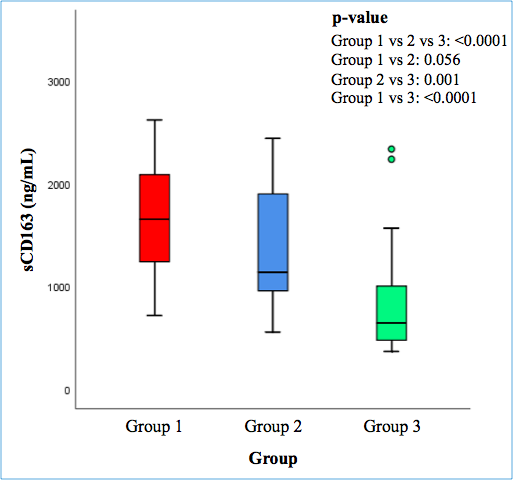 p-value
Group 1 vs 2 vs 3: <0.0001
Group 1 vs 2: 0.056
Group 2 vs 3: 0.001
Group 1 vs 3: <0.0001
3000
2000
1000
0
sCD163 (ng/mL)
Group 1
Group 2
Group 3
Group